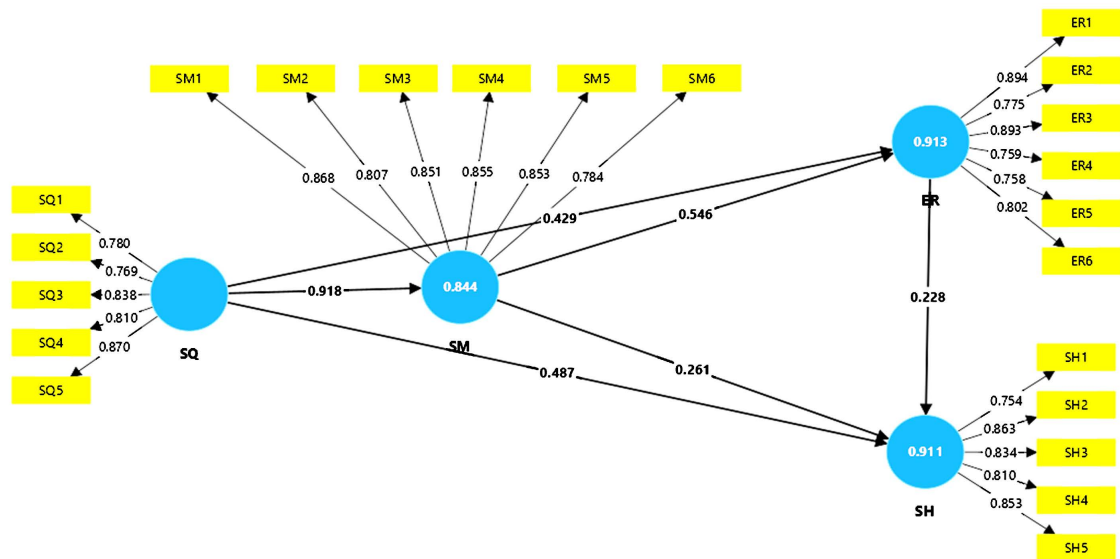 SM1
SM2
SM3
SM4
SM5
SM6
0.868
0.807
0.851
0.855
0.853
0.784
SQ1
SQ2
SQ3
SQ4
SQ5
0.780
0.769
0.838
0.810
0.870
SQ
0.918
0.844
SM
0.429
0.546
0.487
0.261
0.913
ER
0.894
0.775
0.893
0.759
0.758
0.802
ER1
ER2
ER3
ER4
ER5
ER6
0.228
0.911
SH
0.754
0.863
0.834
0.810
0.853
SH1
SH2
SH3
SH4
SH5